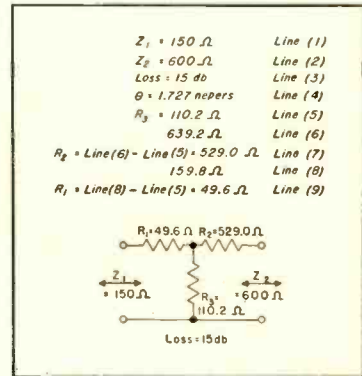 Z₁ = 150 Ω Line (1)
Z₂ = 600 Ω Line (2)
Loss = 15 db Line (3)
θ = 1.727 nepers Line (4)
R₃ = 110.2 Ω Line (5)
639.2 Ω Line (6)
R₂ = Line(6) – Line(5) = 529.0 Ω Line (7)
159.8 Ω Line (8)
R₁ = Line(8) – Line(5) = 49.6 Ω Line (9)
R₁=49.6 Ω R₂=529.0Ω
Z₁ = 150 Ω
R₃ = 110.2 Ω
Z₂ = 600 Ω
Loss = 15db